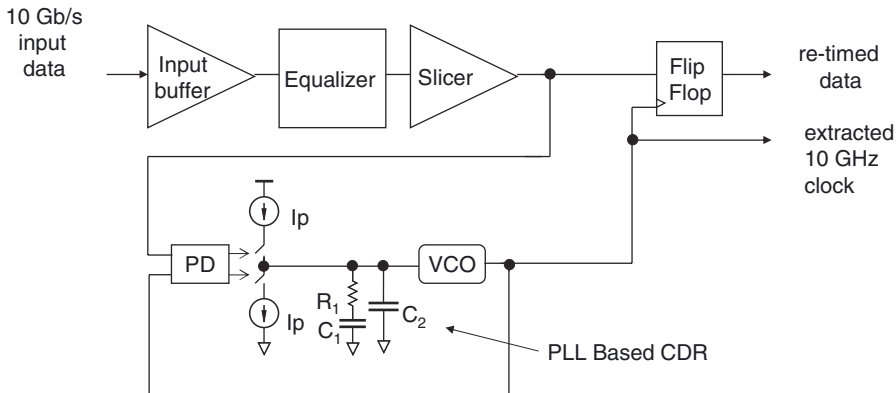 10 Gb/s
input
data
Input
buffer
Equalizer
Slicer
Flip
Flop
re-timed
data
extracted
10 GHz
clock
Ip
PD
VCO
R1
C1
C2
Ip
PLL Based CDR